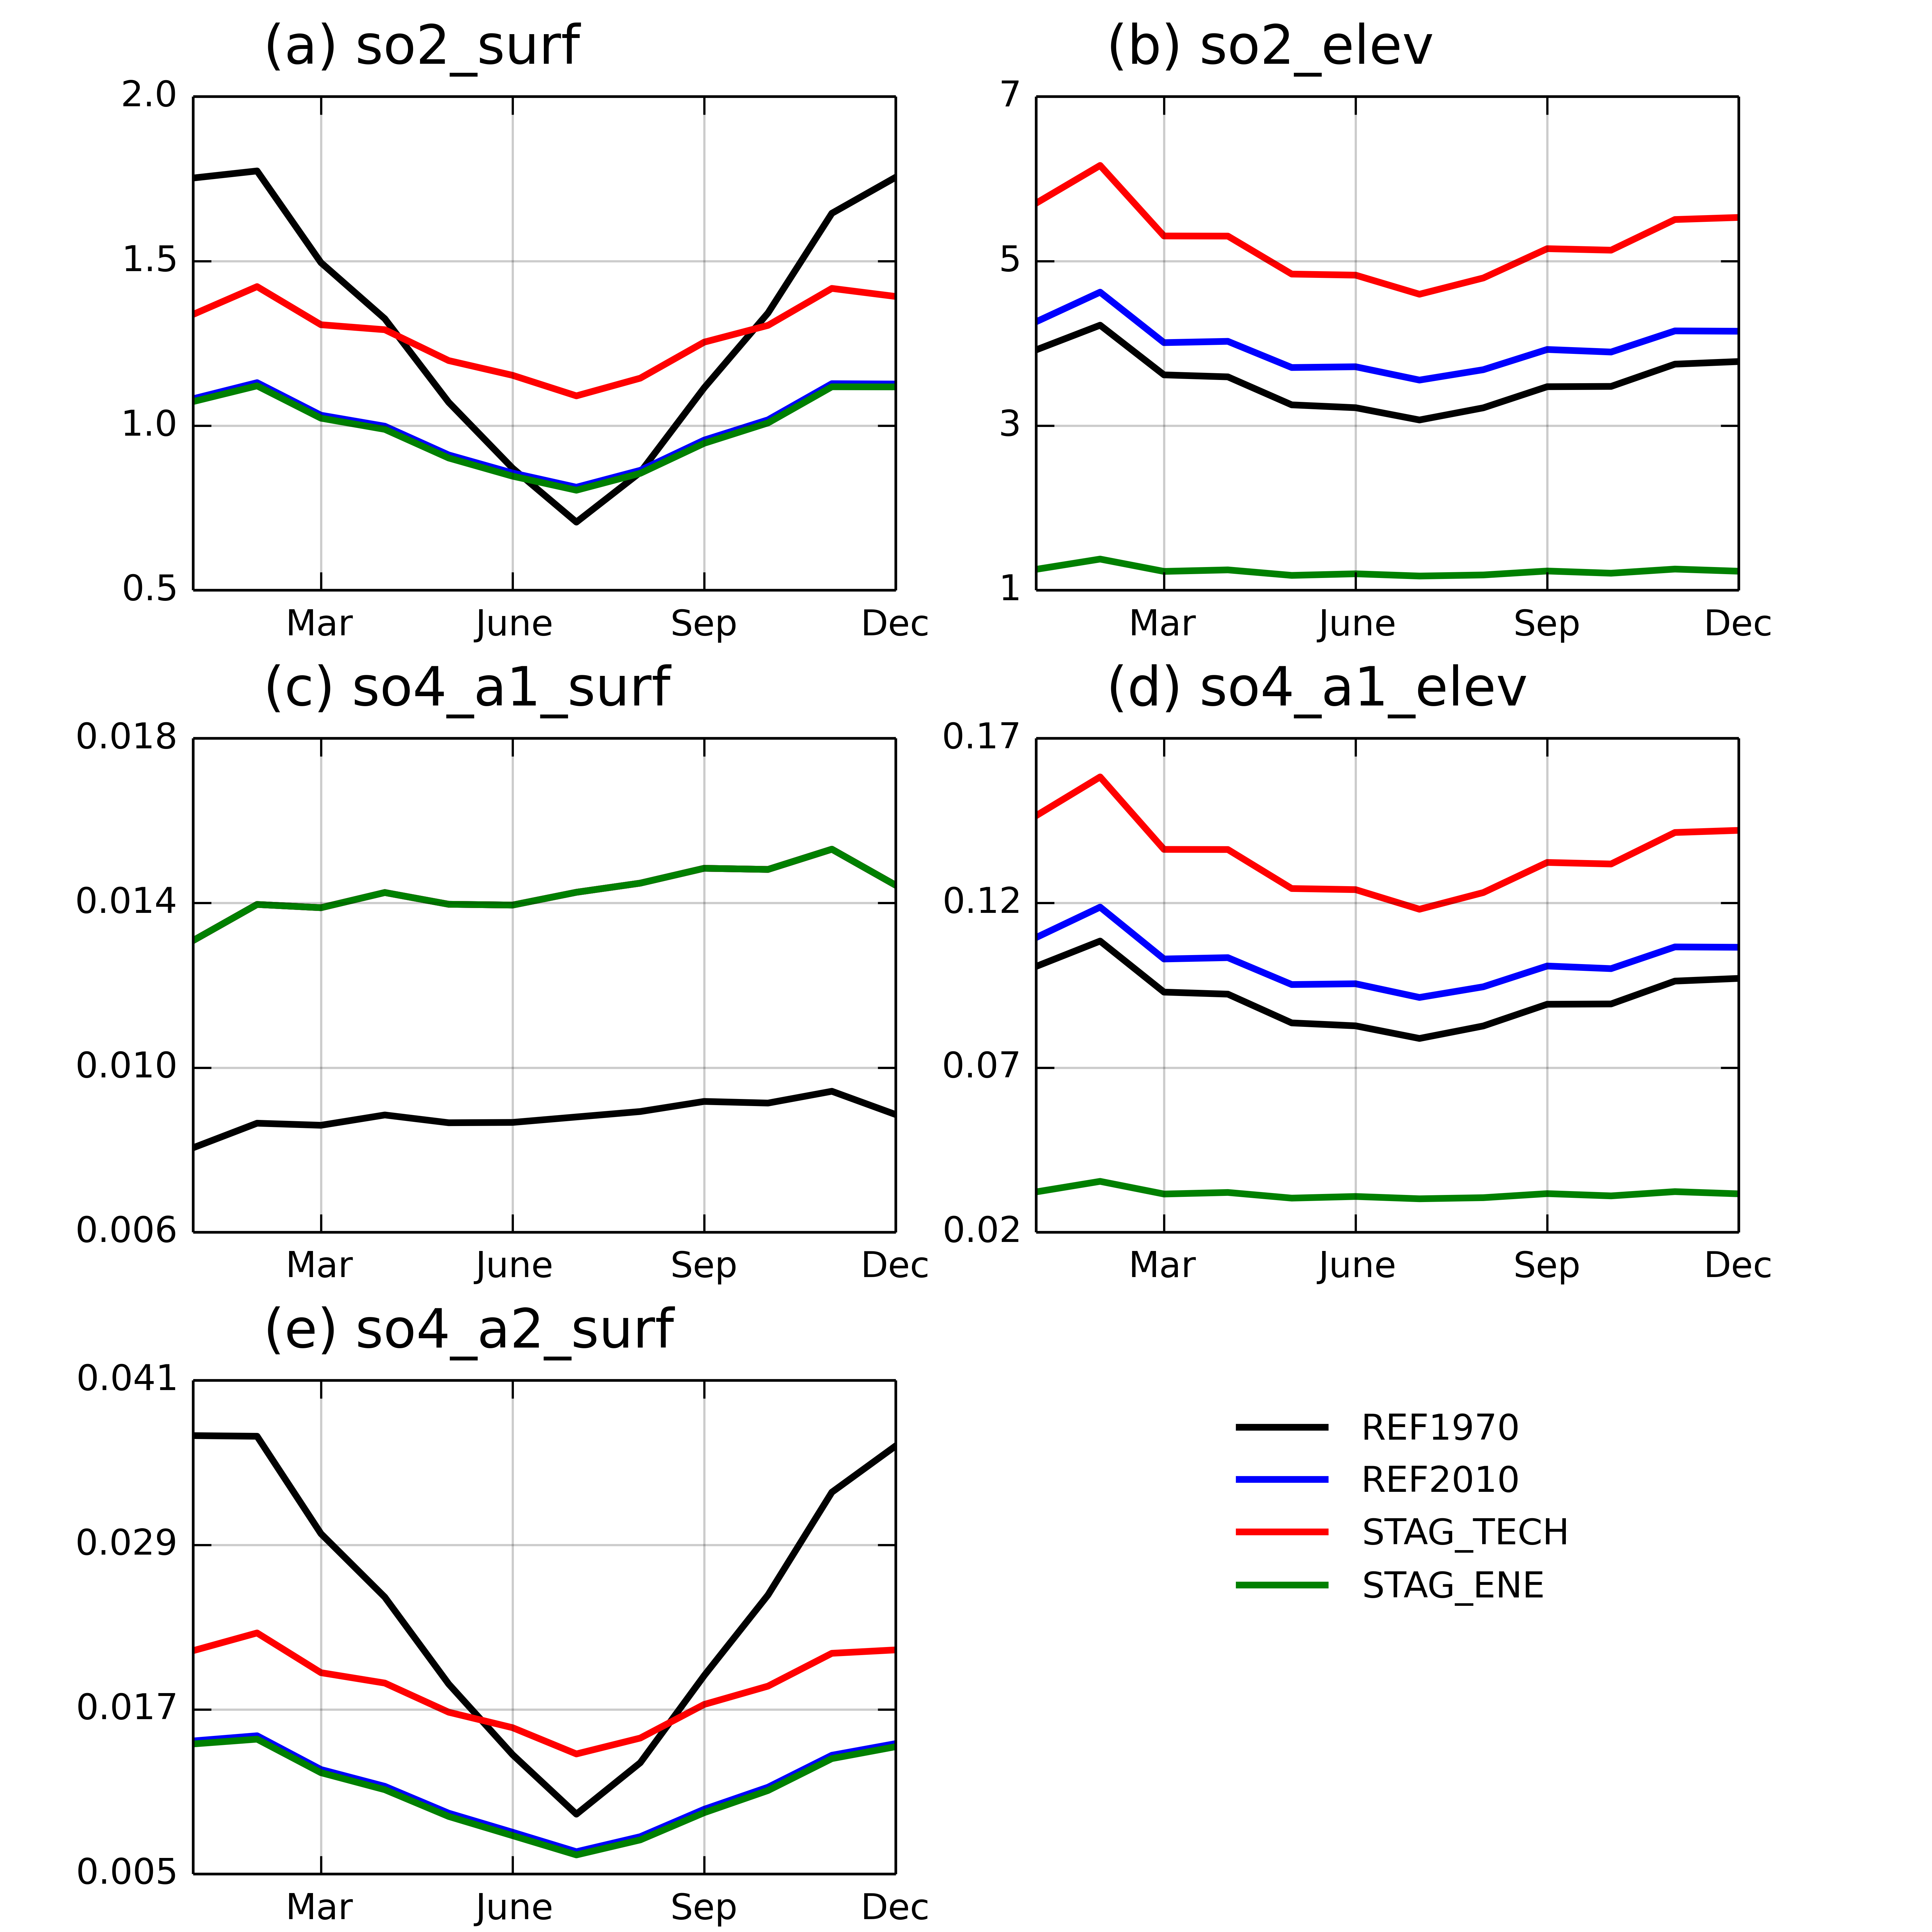 (a) so2_surf
2.0
1.5
1.0
0.5
Mar June Sep Dec
(b) so2_elev
7
5
3
1
Mar June Sep Dec
(c) so4_a1_surf
0.018
0.014
0.010
0.006
Mar June Sep Dec
(d) so4_a1_elev
0.17
0.12
0.07
0.02
Mar June Sep Dec
(e) so4_a2_surf
0.041
0.029
0.017
0.005
Mar June Sep Dec
REF1970
REF2010
STAG_TECH
STAG_ENE